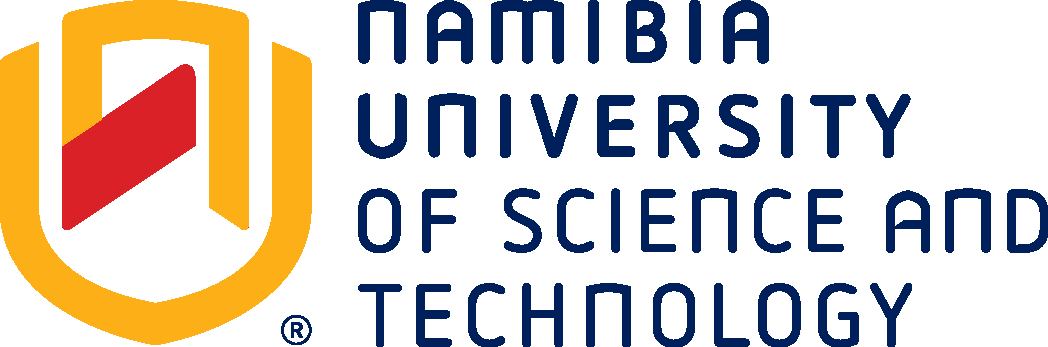 NAMIBIA
UNIVERSITY
OF SCIENCE AND
TECHNOLOGY
®